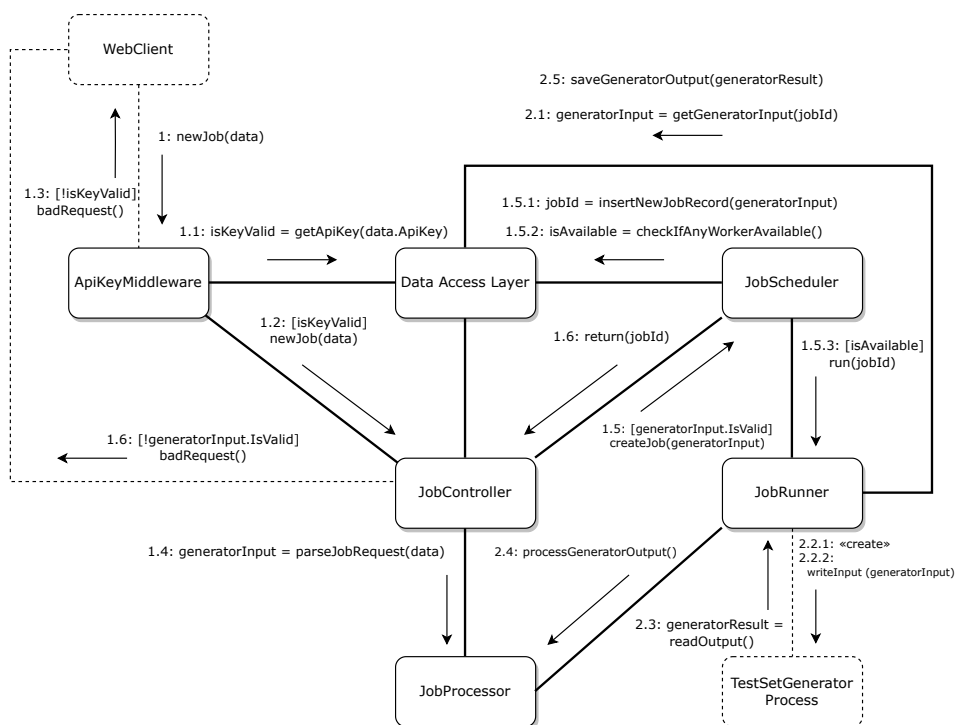 WebClient
2.5: saveGeneratorOutput(generatorResult)
2.1: generatorInput = getGeneratorInput(jobId)
1: newJob(data)
1.3: [!isKeyValid]
badRequest()
1.5.1: jobId = insertNewJobRecord(generatorInput)
1.1: isKeyValid = getApiKey(data.ApiKey)
1.5.2: isAvailable = checkIfAnyWorkerAvailable()
ApiKeyMiddleware
Data Access Layer
JobScheduler
1.2: [isKeyValid]
newJob(data)
1.6: return(jobId)
1.5.3: [isAvailable]
run(jobId)
1.5: [generatorInput.IsValid]
createJob(generatorInput)
1.6: [!generatorInput.IsValid]
badRequest()
JobController
JobRunner
1.4: generatorInput = parseJobRequest(data)
2.4: processGeneratorOutput()
2.2.1: «create»
2.2.2:
writeInput (generatorInput)
2.3: generatorResult =
readOutput()
JobProcessor
TestSetGenerator
Process